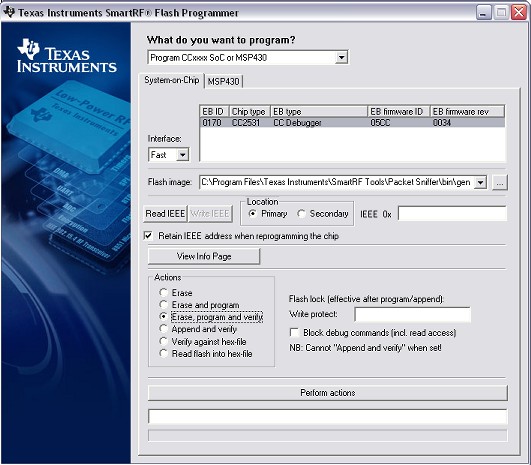 Texas Instruments SmartRF® Flash Programmer
TEXAS
INSTRUMENTS
Low-Power RF
Texas Instruments
What do you want to program?
Program CCxxxx SoC or MSP430
System-on-Chip MSP430
EB ID Chip type EB type EB firmware ID EB firmware rev
0170 CC2531 CC Debugger 05CC 0034
Interface:
Fast
Flash image: C:\Program Files\Texas Instruments\SmartRF Tools\Packet Sniffer\bin\gen ...
Read IEEE Write IEEE Location Primary Secondary IEEE 0x
Retain IEEE address when reprogramming the chip
View Info Page
Actions
Erase
Erase and program
Erase, program and verify
Append and verify
Verify against hex-file
Read flash into hex-file
Flash lock (effective after program/append):
Write protect:
Block debug commands (incl. read access)
NB: Cannot "Append and verify" when set!
Perform actions